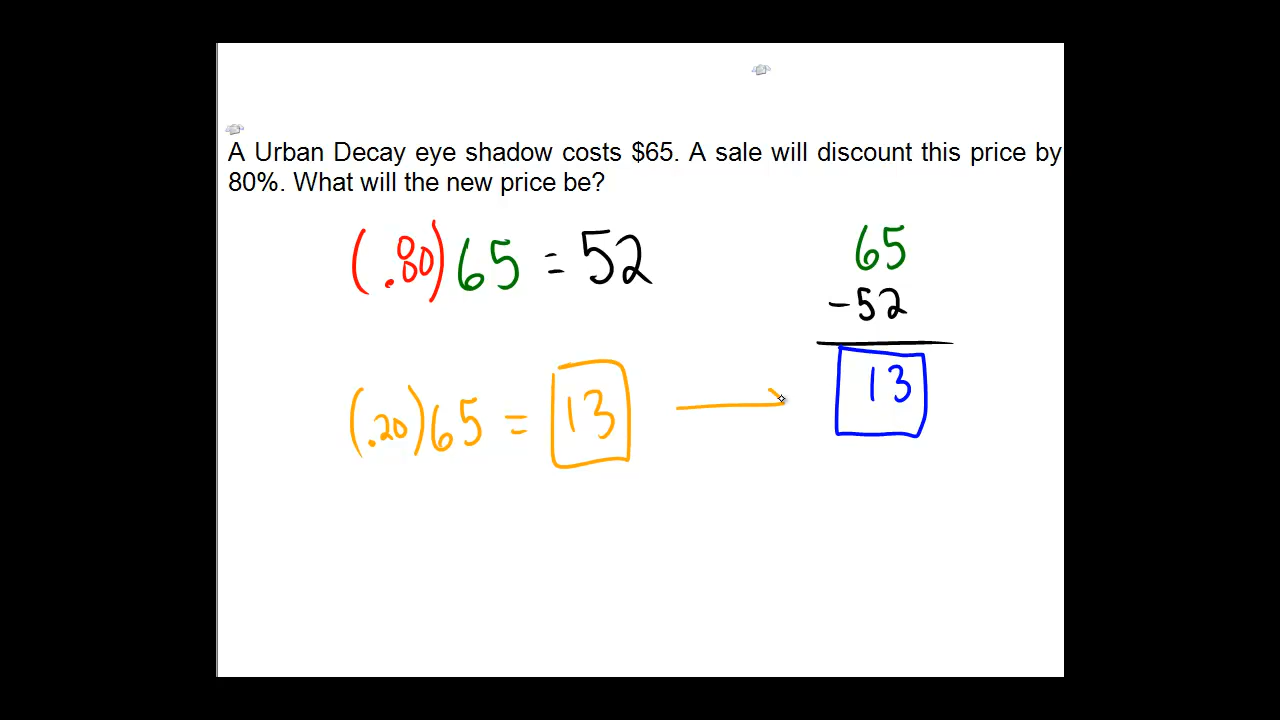 A Urban Decay eye shadow costs $65. A sale will discount this price by
80%. What will the new price be?
(.80)65 = 52
65
-52
13
(.20)65 = 13